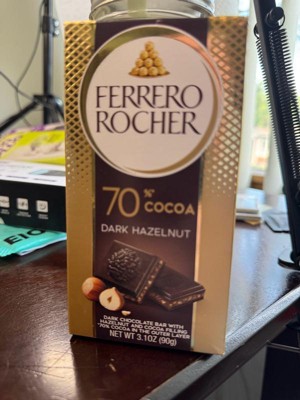 FERRERO
ROCHER
70%* COCOA
DARK HAZELNUT
DARK CHOCOLATE BAR WITH
HAZELNUT AND COCOA FILLING
*70% COCOA IN THE OUTER LAYER
NET WT 3.1OZ (90g)